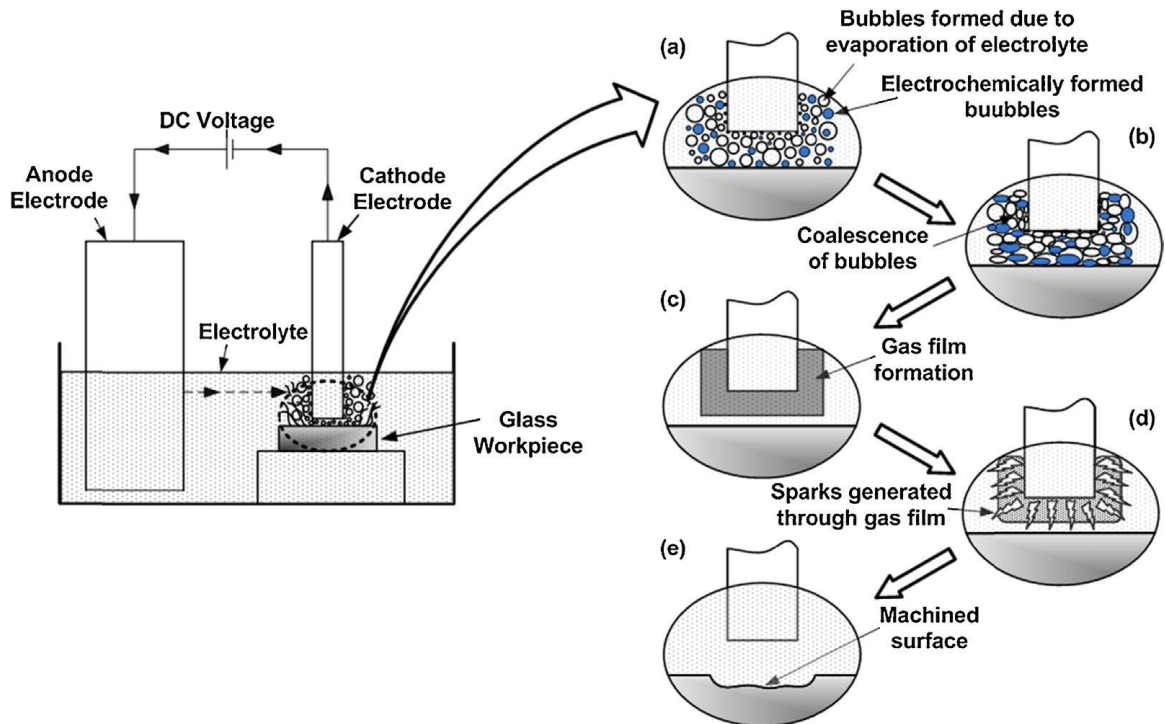 DC Voltage
Anode
Electrode
Cathode
Electrode
Electrolyte
Glass
Workpiece
(a)
Bubbles formed due to
evaporation of electrolyte
Electrochemically formed
buubbles
(b)
Coalescence
of bubbles
(c)
Gas film
formation
(d)
Sparks generated
through gas film
(e)
Machined
surface